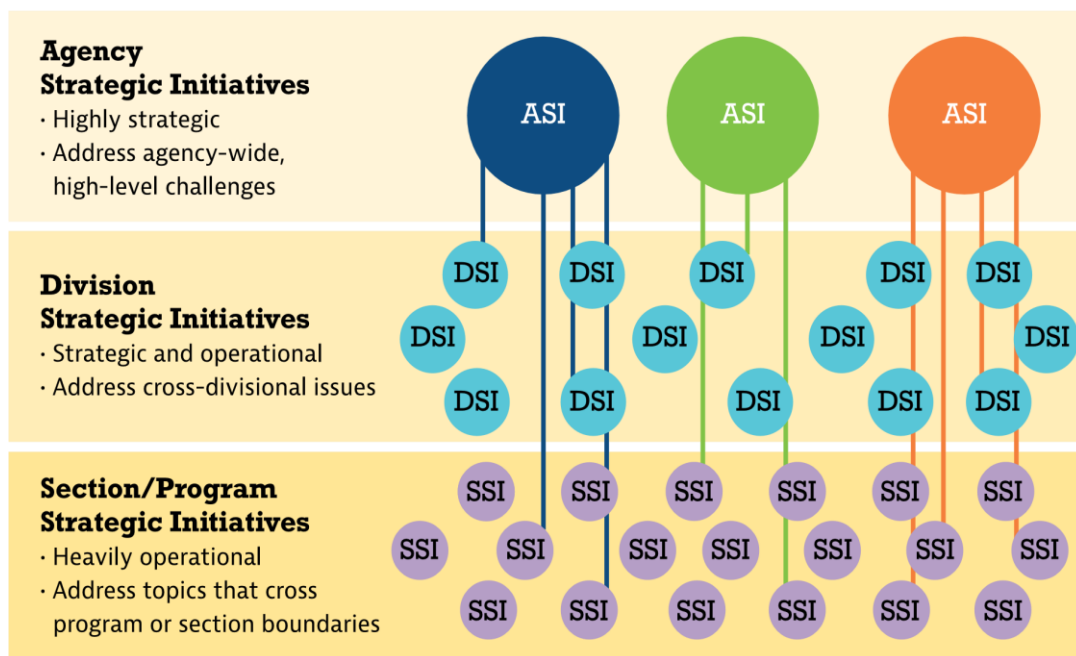 Agency
Strategic Initiatives
· Highly strategic
· Address agency-wide,
high-level challenges
ASI ASI ASI
Division
Strategic Initiatives
· Strategic and operational
· Address cross-divisional issues
DSI DSI DSI DSI DSI
DSI DSI DSI DSI
DSI DSI DSI DSI DSI
Section/Program
Strategic Initiatives
· Heavily operational
· Address topics that cross
program or section boundaries
SSI SSI SSI SSI SSI SSI
SSI SSI SSI SSI SSI SSI SSI
SSI SSI SSI SSI SSI SSI